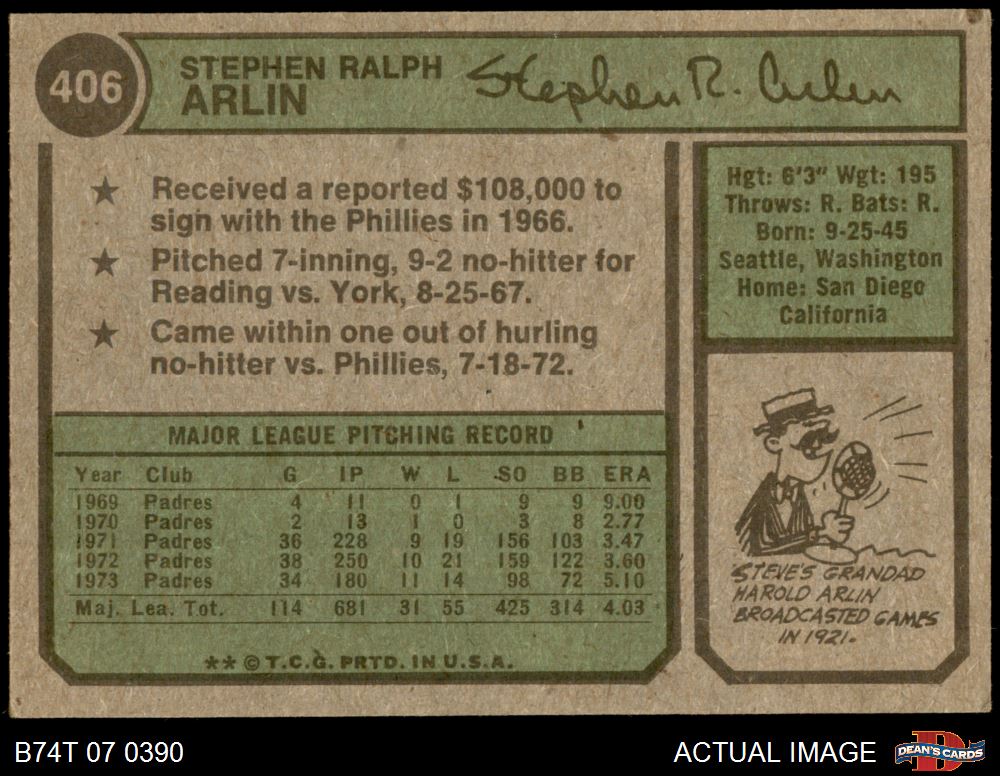 406
STEPHEN RALPH
ARLIN
Stephen R. Arlin
★ Received a reported $108,000 to
sign with the Phillies in 1966.
★ Pitched 7-inning, 9-2 no-hitter for
Reading vs. York, 8-25-67.
★ Came within one out of hurling
no-hitter vs. Phillies, 7-18-72.
Hgt: 6'3" Wgt: 195
Throws: R. Bats: R.
Born: 9-25-45
Seattle, Washington
Home: San Diego
California
MAJOR LEAGUE PITCHING RECORD
Year Club G IP W L SO BB ERA
1969 Padres 4 11 0 1 9 9 9.00
1970 Padres 2 13 1 0 3 8 2.77
1971 Padres 36 228 9 19 156 103 3.47
1972 Padres 38 250 10 21 159 122 3.60
1973 Padres 34 180 11 14 98 72 5.10
Maj. Lea. Tot. 114 681 31 55 425 314 4.03
** © T.C.G. PRTD. IN U.S.A.
STEVE'S GRANDAD
HAROLD ARLIN
BROADCASTED GAMES
IN 1921.
B74T 07 0390
ACTUAL IMAGE
DEAN'S CARDS